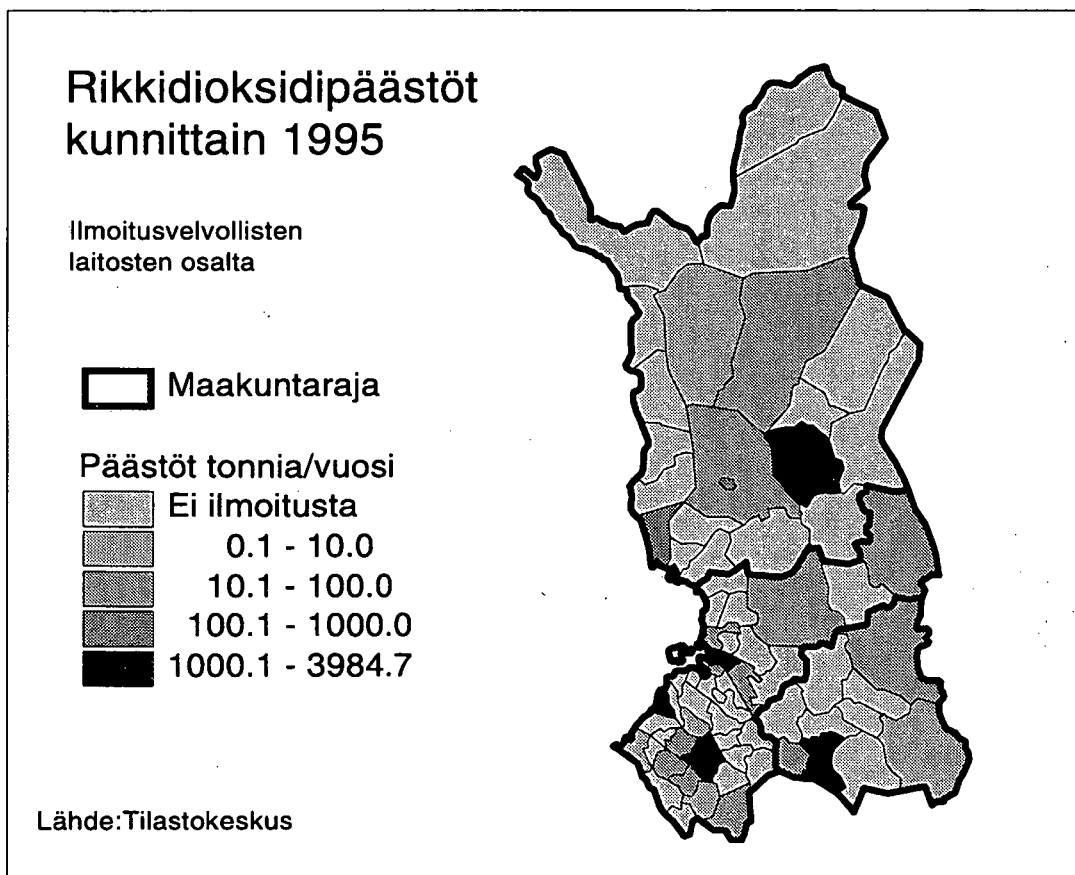 Rikkidioksidipäästöt
kunnittain 1995
Ilmoitusvelvollisten
laitosten osalta
Maakuntaraja
Päästöt tonnia/vuosi
Ei ilmoitusta
0.1 - 10.0
10.1 - 100.0
100.1 - 1000.0
1000.1 - 3984.7
Lähde:Tilastokeskus